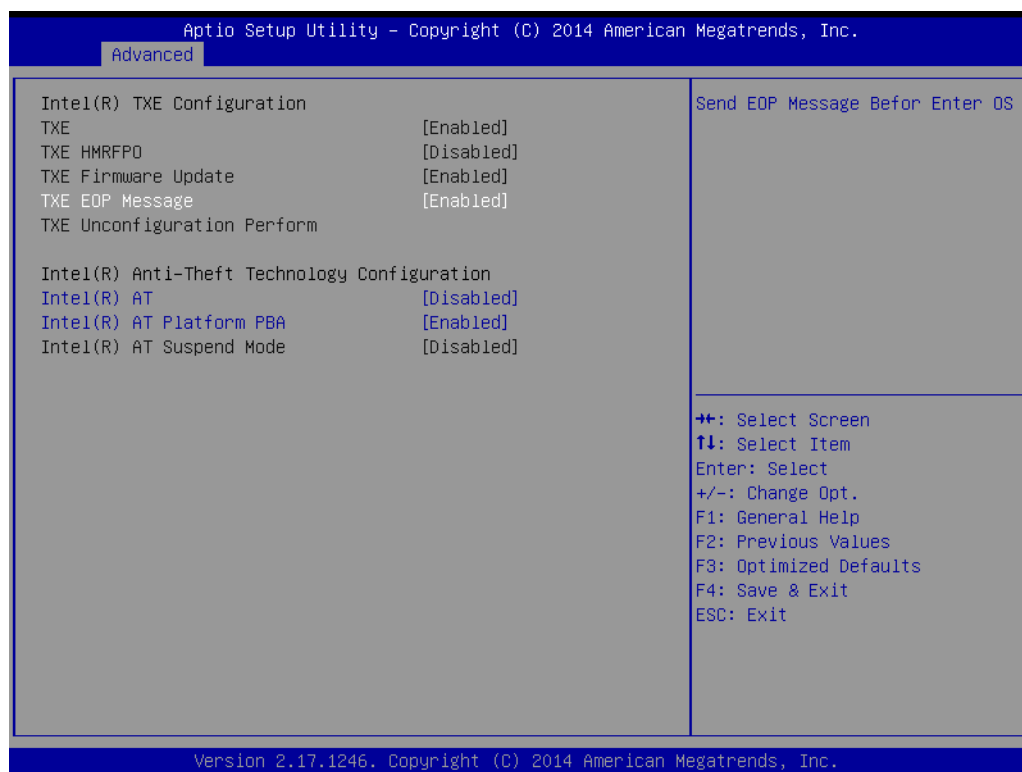 Aptio Setup Utility – Copyright (C) 2014 American Megatrends, Inc.
Advanced
Intel(R) TXE Configuration
TXE [Enabled]
TXE HMRFPO [Disabled]
TXE Firmware Update [Enabled]
TXE EOP Message [Enabled]
TXE Unconfiguration Perform
Intel(R) Anti-Theft Technology Configuration
Intel(R) AT [Disabled]
Intel(R) AT Platform PBA [Enabled]
Intel(R) AT Suspend Mode [Disabled]
Send EOP Message Befor Enter OS
→←: Select Screen
↑↓: Select Item
Enter: Select
+/-: Change Opt.
F1: General Help
F2: Previous Values
F3: Optimized Defaults
F4: Save & Exit
ESC: Exit
Version 2.17.1246. Copyright (C) 2014 American Megatrends, Inc.